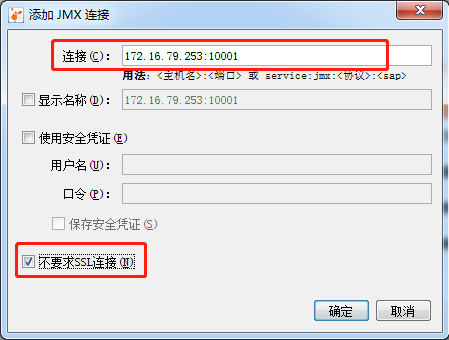 添加 JMX 连接
连接(C): 172.16.79.253:10001
用法: <主机名>:<端口> 或 service:jmx:<协议>:<sap>
显示名称(D): 172.16.79.253:10001
使用安全凭证(E)
用户名(U):
口令(P):
保存安全凭证(S)
不要求SSL连接(N)
确定 取消